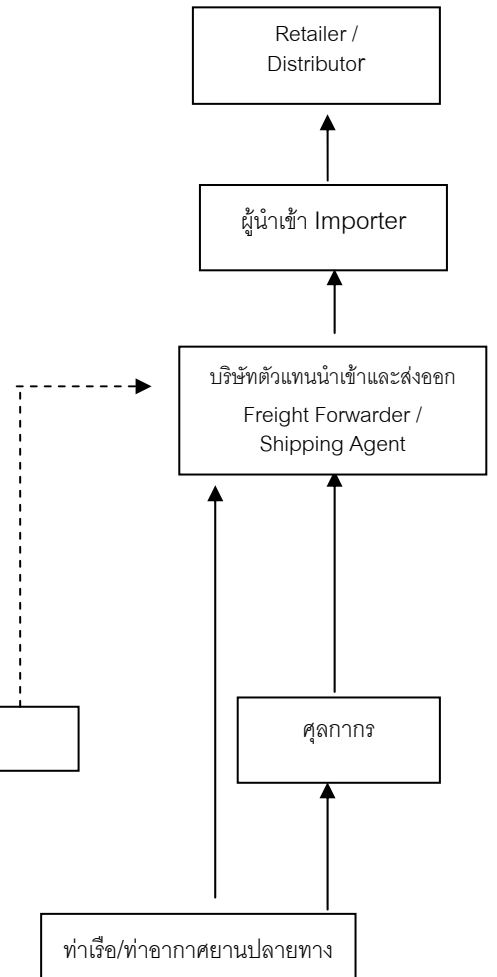 Retailer /
Distributor
ผู้นำเข้า Importer
บริษัทตัวแทนนำเข้าและส่งออก
Freight Forwarder /
Shipping Agent
ศุลกากร
ท่าเรือ/ท่าอากาศยานปลายทาง